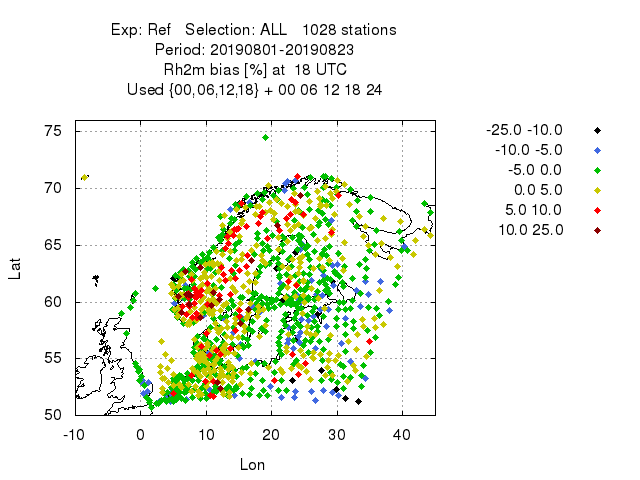 Exp: Ref   Selection: ALL   1028 stations
Period: 20190801-20190823
Rh2m bias [%] at  18 UTC
Used {00,06,12,18} + 00 06 12 18 24
75
70
65
60
55
50
-10 0 10 20 30 40
Lat
Lon
-25.0 -10.0
-10.0 -5.0
-5.0 0.0
0.0 5.0
5.0 10.0
10.0 25.0